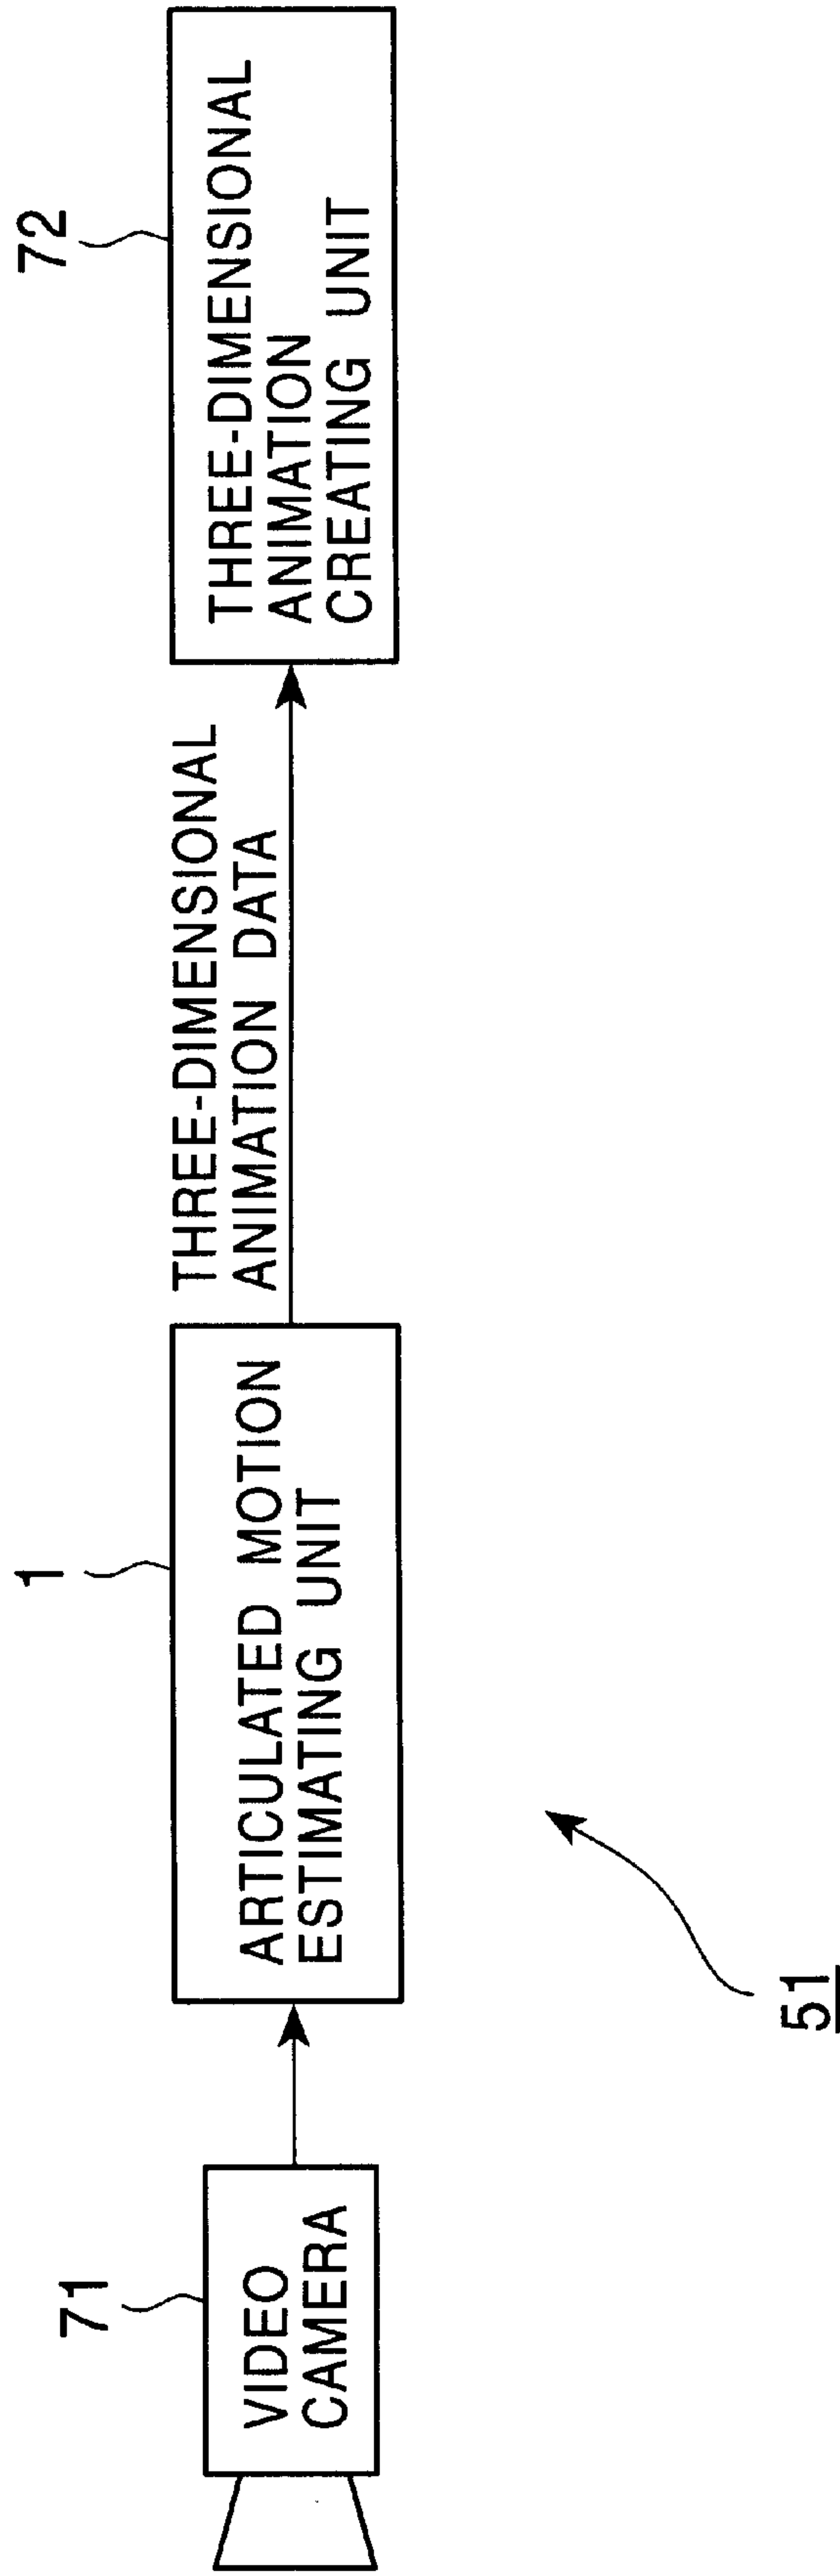 71
VIDEO
CAMERA
1
ARTICULATED MOTION
ESTIMATING UNIT
THREE-DIMENSIONAL
ANIMATION DATA
72
THREE-DIMENSIONAL
ANIMATION
CREATING UNIT
51